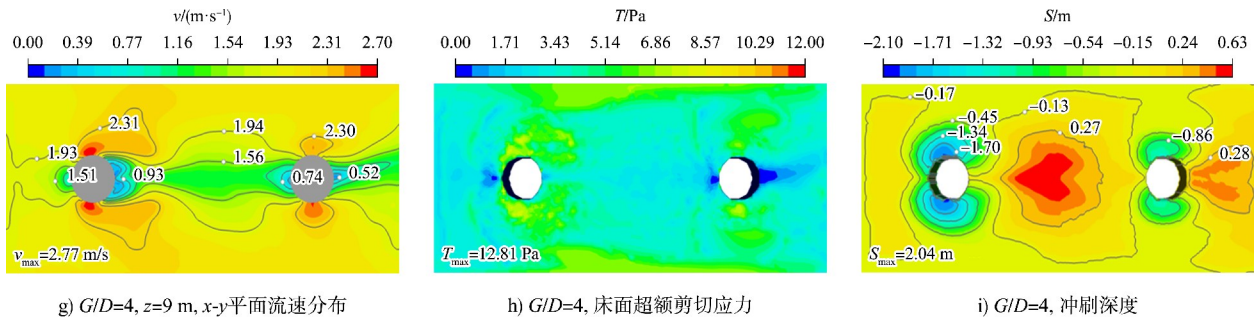 v/(m·s⁻¹)
0.00 0.39 0.77 1.16 1.54 1.93 2.31 2.70
2.31
1.94
2.30
1.93
1.56
1.51
0.93
0.74
0.52
vmax=2.77 m/s
g) G/D=4, z=9 m, x-y平面流速分布
T/Pa
0.00 1.71 3.43 5.14 6.86 8.57 10.29 12.00
Tmax=12.81 Pa
h) G/D=4, 床面超额剪切应力
S/m
−2.10 −1.71 −1.32 −0.93 −0.54 −0.15 0.24 0.63
−0.17
−0.13
−0.45
−1.34
0.27
−0.86
−1.70
0.28
Smax=2.04 m
i) G/D=4, 冲刷深度